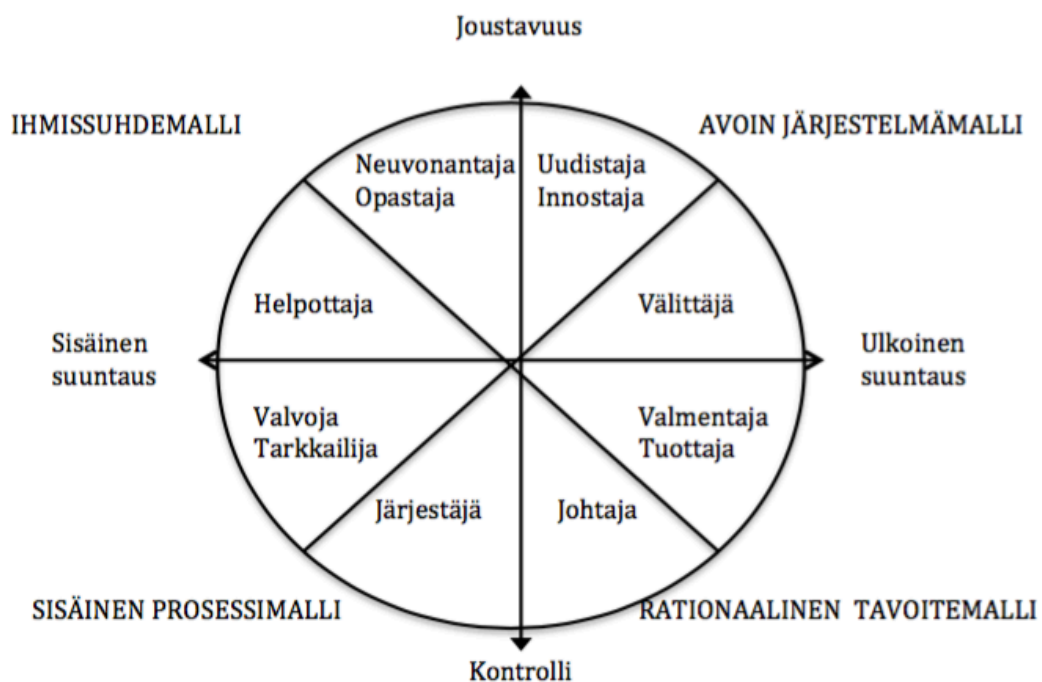 Joustavuus
IHMISSUHDEMALLI
AVOIN JÄRJESTELMÄMALLI
Neuvonantaja
Opastaja
Uudistaja
Innostaja
Helpottaja
Välittäjä
Sisäinen
suuntaus
Ulkoinen
suuntaus
Valvoja
Tarkkailija
Valmentaja
Tuottaja
Järjestäjä
Johtaja
SISÄINEN PROSESSIMALLI
RATIONAALINEN TAVOITEMALLI
Kontrolli